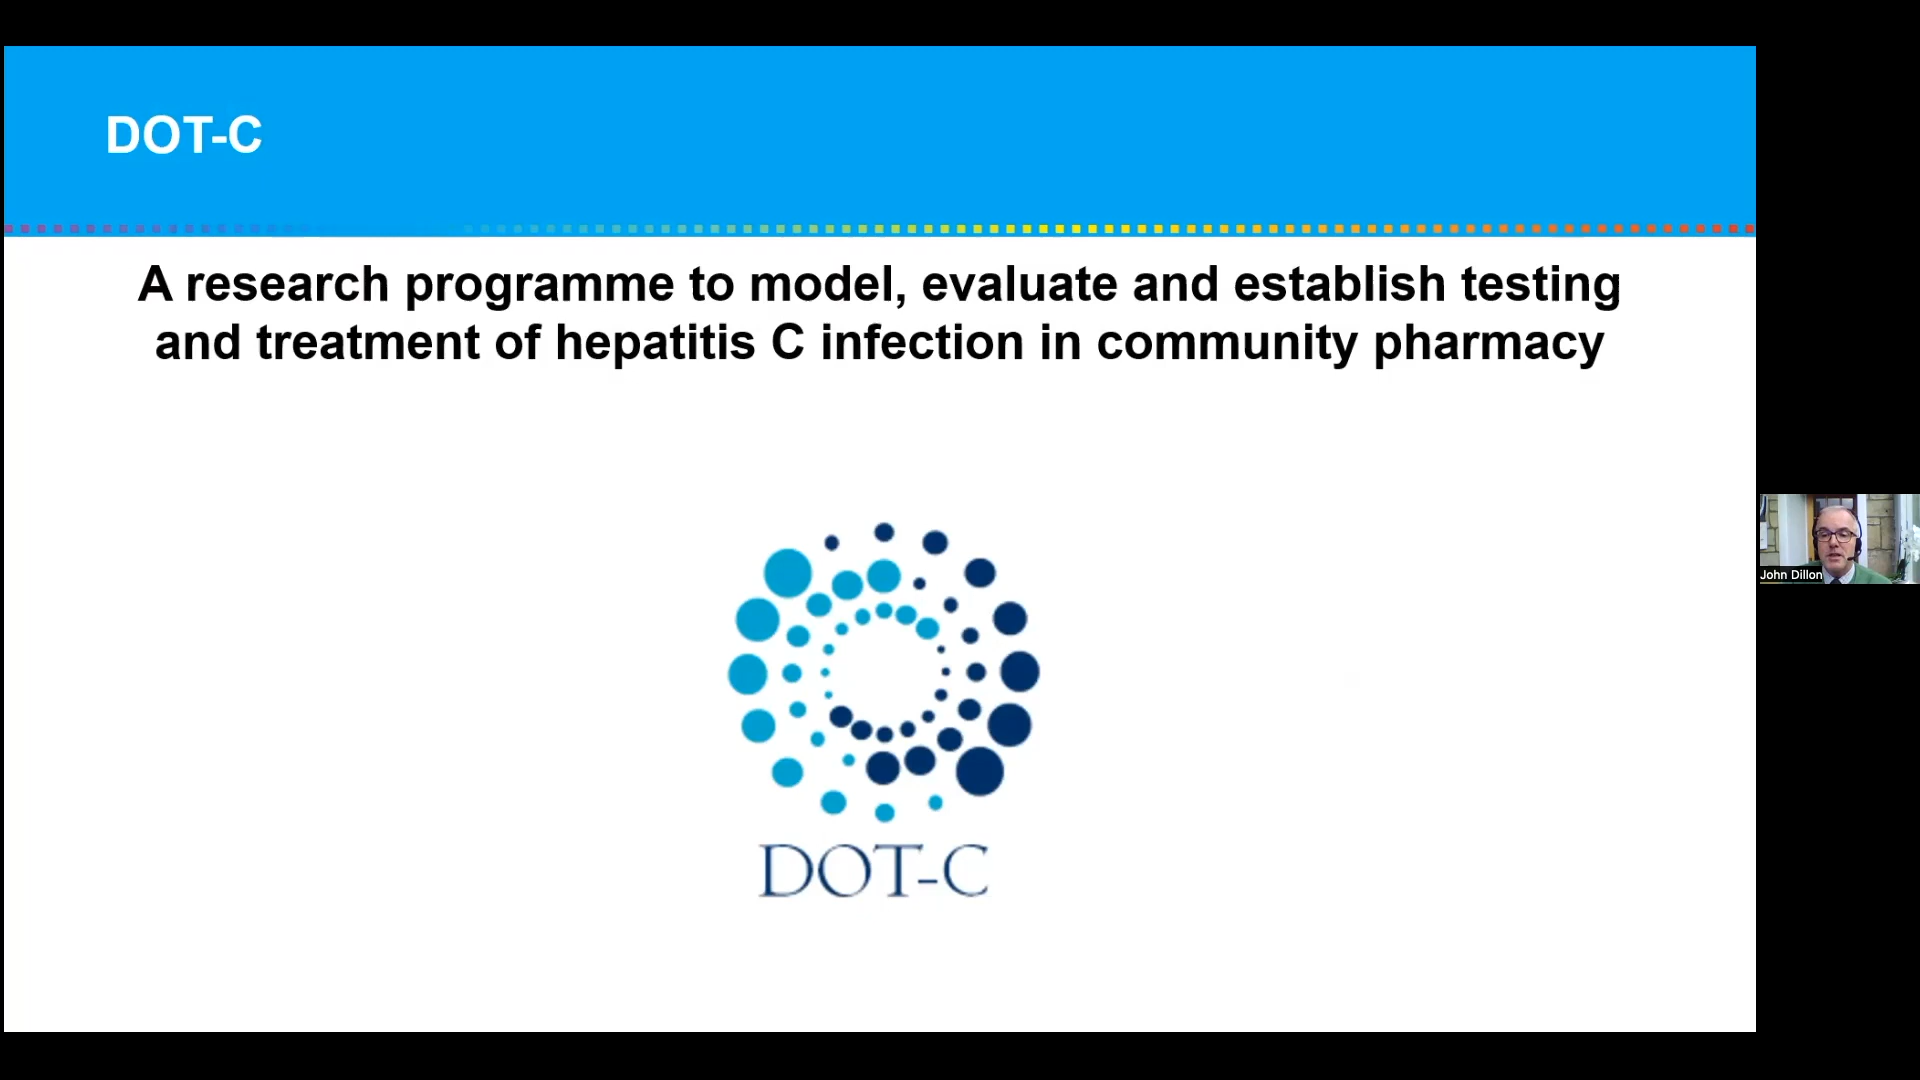 DOT-C
A research programme to model, evaluate and establish testing
and treatment of hepatitis C infection in community pharmacy
DOT-C
John Dillon